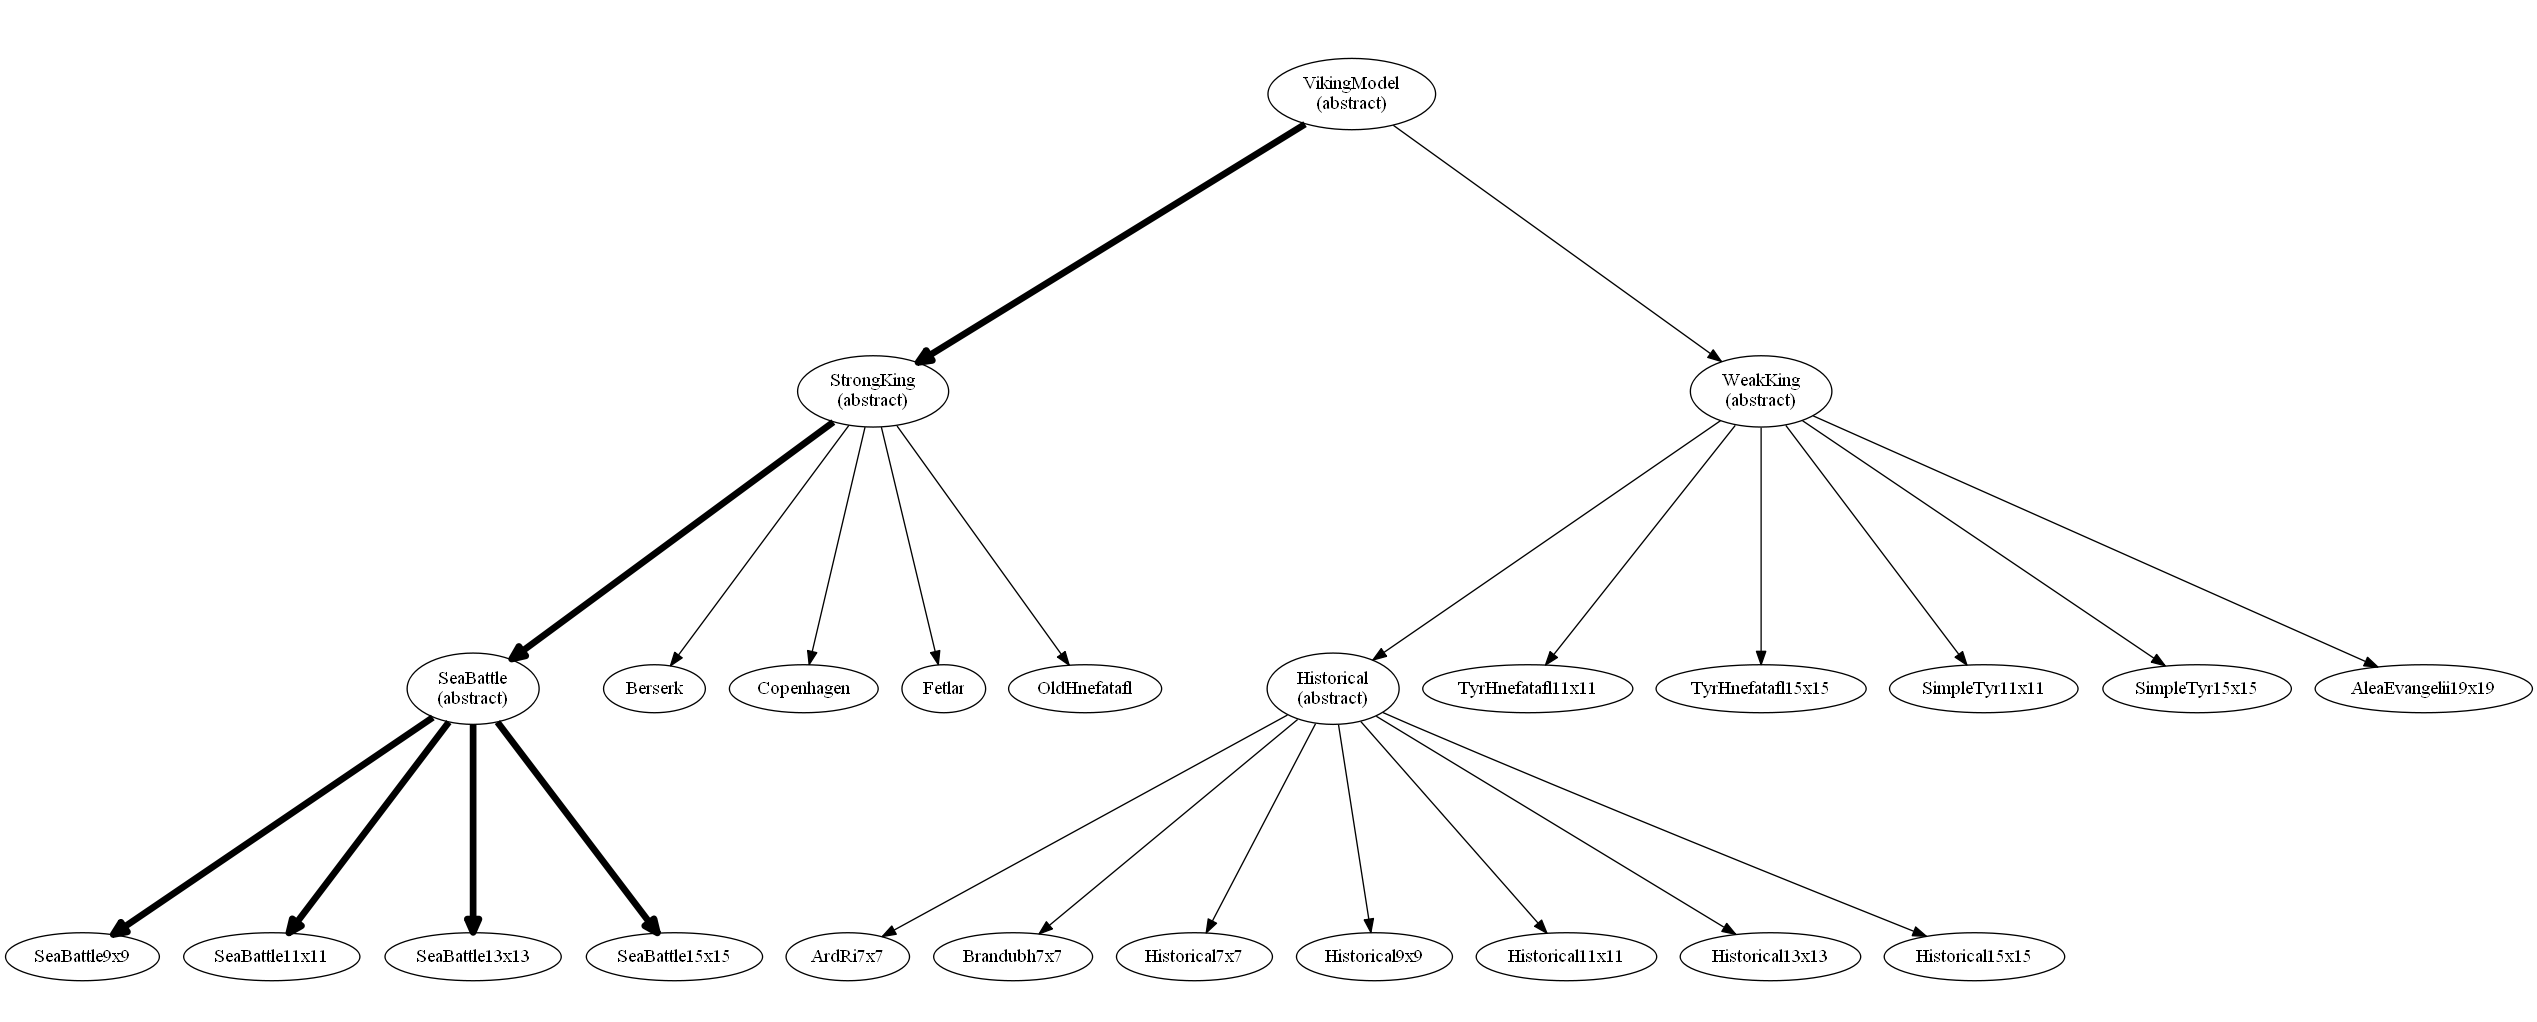 VikingModel
(abstract)
StrongKing
(abstract)
WeakKing
(abstract)
SeaBattle
(abstract)
Berserk
Copenhagen
Fetlar
OldHnefatafl
Historical
(abstract)
TyrHnefatafl11x11
TyrHnefatafl15x15
SimpleTyr11x11
SimpleTyr15x15
AleaEvangelii19x19
SeaBattle9x9
SeaBattle11x11
SeaBattle13x13
SeaBattle15x15
ArdRi7x7
Brandubh7x7
Historical7x7
Historical9x9
Historical11x11
Historical13x13
Historical15x15